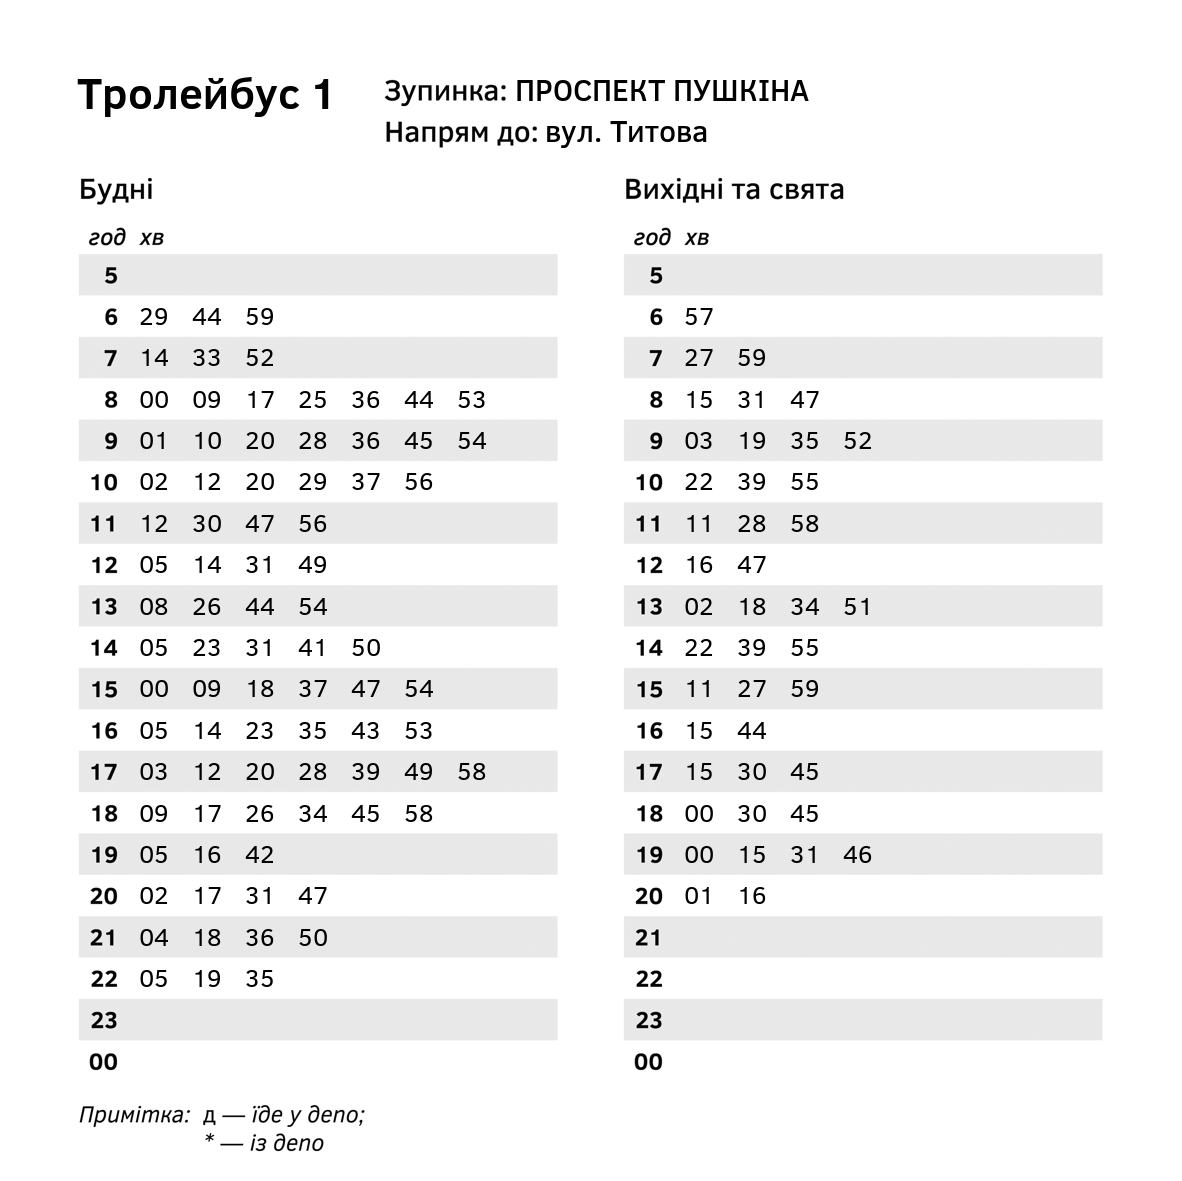 Тролейбус 1
Зупинка: ПРОСПЕКТ ПУШКІНА
Напрям до: вул. Титова
Будні
год хв
5
6 29 44 59
7 14 33 52
8 00 09 17 25 36 44 53
9 01 10 20 28 36 45 54
10 02 12 20 29 37 56
11 12 30 47 56
12 05 14 31 49
13 08 26 44 54
14 05 23 31 41 50
15 00 09 18 37 47 54
16 05 14 23 35 43 53
17 03 12 20 28 39 49 58
18 09 17 26 34 45 58
19 05 16 42
20 02 17 31 47
21 04 18 36 50
22 05 19 35
23
00
Вихідні та свята
год хв
5
6 57
7 27 59
8 15 31 47
9 03 19 35 52
10 22 39 55
11 11 28 58
12 16 47
13 02 18 34 51
14 22 39 55
15 11 27 59
16 15 44
17 15 30 45
18 00 30 45
19 00 15 31 46
20 01 16
21
22
23
00
Примітка: д — їде у депо;
* — із депо